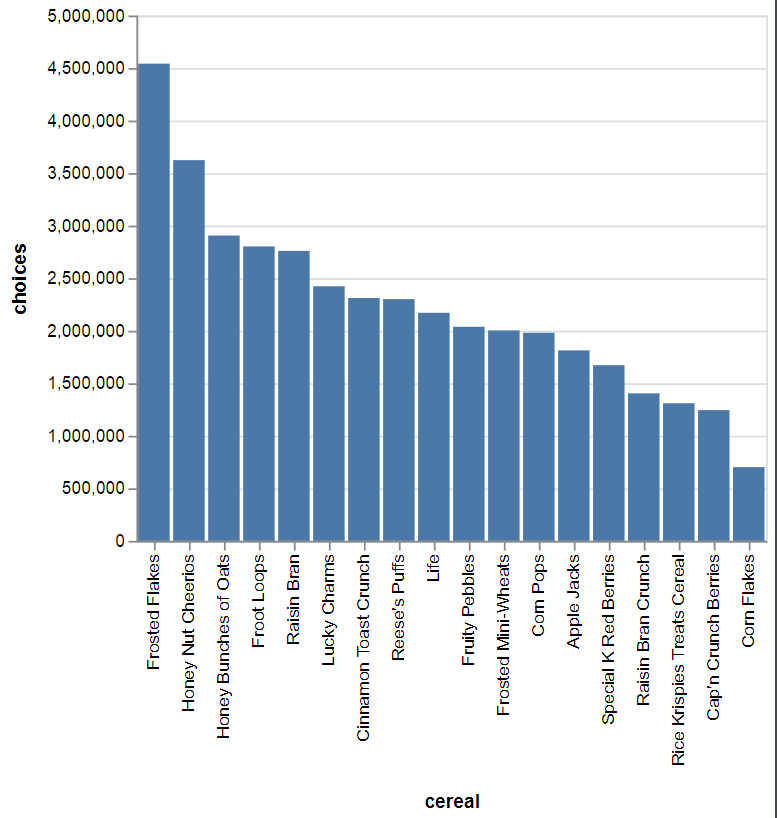 5,000,000
4,500,000
4,000,000
3,500,000
3,000,000
2,500,000
2,000,000
1,500,000
1,000,000
500,000
0
choices
Frosted Flakes
Honey Nut Cheerios
Honey Bunches of Oats
Froot Loops
Raisin Bran
Lucky Charms
Cinnamon Toast Crunch
Reese's Puffs
Life
Fruity Pebbles
Frosted Mini-Wheats
Corn Pops
Apple Jacks
Special K Red Berries
Raisin Bran Crunch
Rice Krispies Treats Cereal
Cap'n Crunch Berries
Corn Flakes
cereal